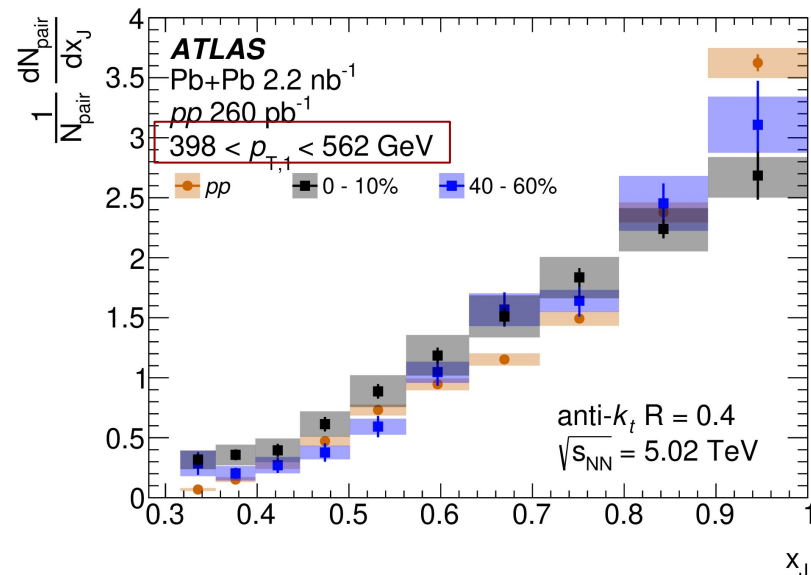 1/N_pair dN_pair/dx_J
4
3.5
3
2.5
2
1.5
1
0.5
0
ATLAS
Pb+Pb 2.2 nb⁻¹
pp 260 pb⁻¹
398 < p_T,1 < 562 GeV
pp 0 - 10% 40 - 60%
anti-k_t R = 0.4
√s_NN = 5.02 TeV
0.3 0.4 0.5 0.6 0.7 0.8 0.9 1
x_J